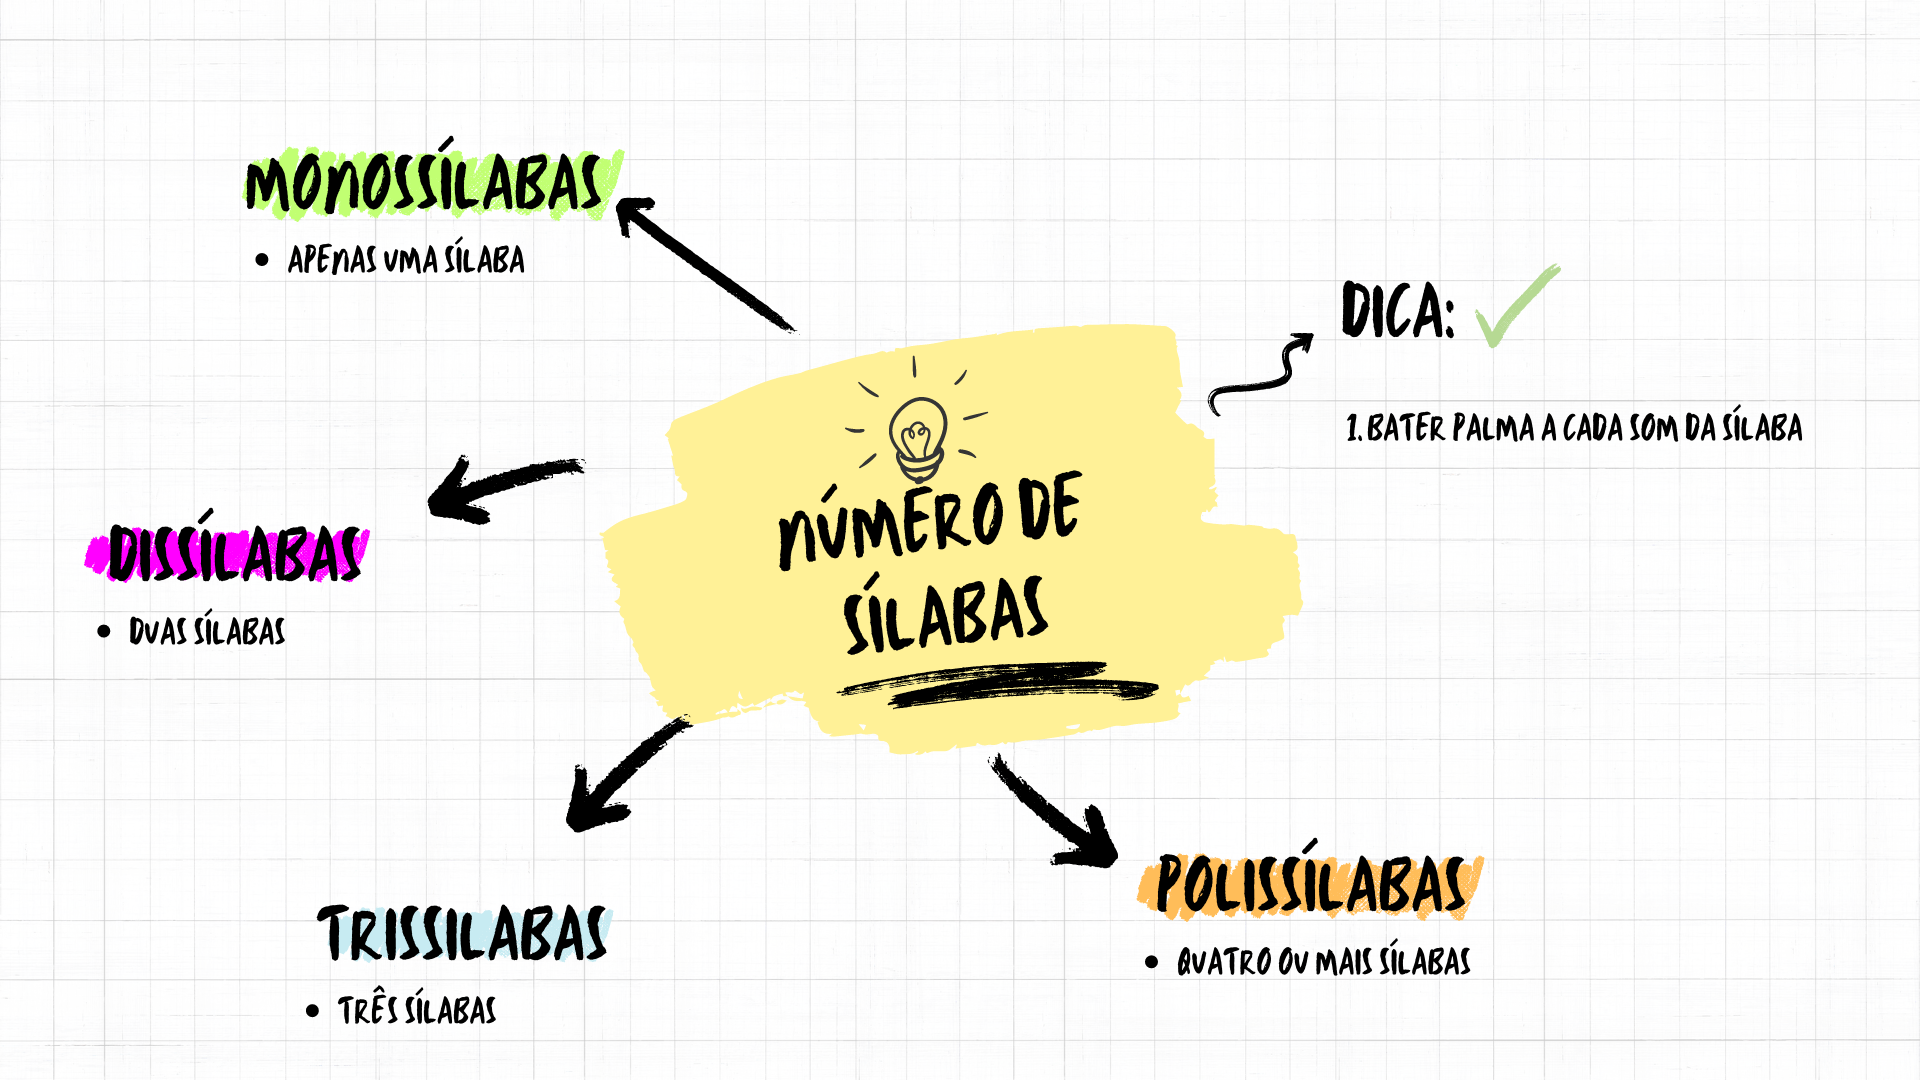 MONOSSÍLABAS
• APENAS UMA SÍLABA
DICA:
1. BATER PALMA A CADA SOM DA SÍLABA
NÚMERO DE
SÍLABAS
DISSÍLABAS
• DUAS SÍLABAS
TRISSILABAS
• TRÊS SÍLABAS
POLISSÍLABAS
• QUATRO OU MAIS SÍLABAS